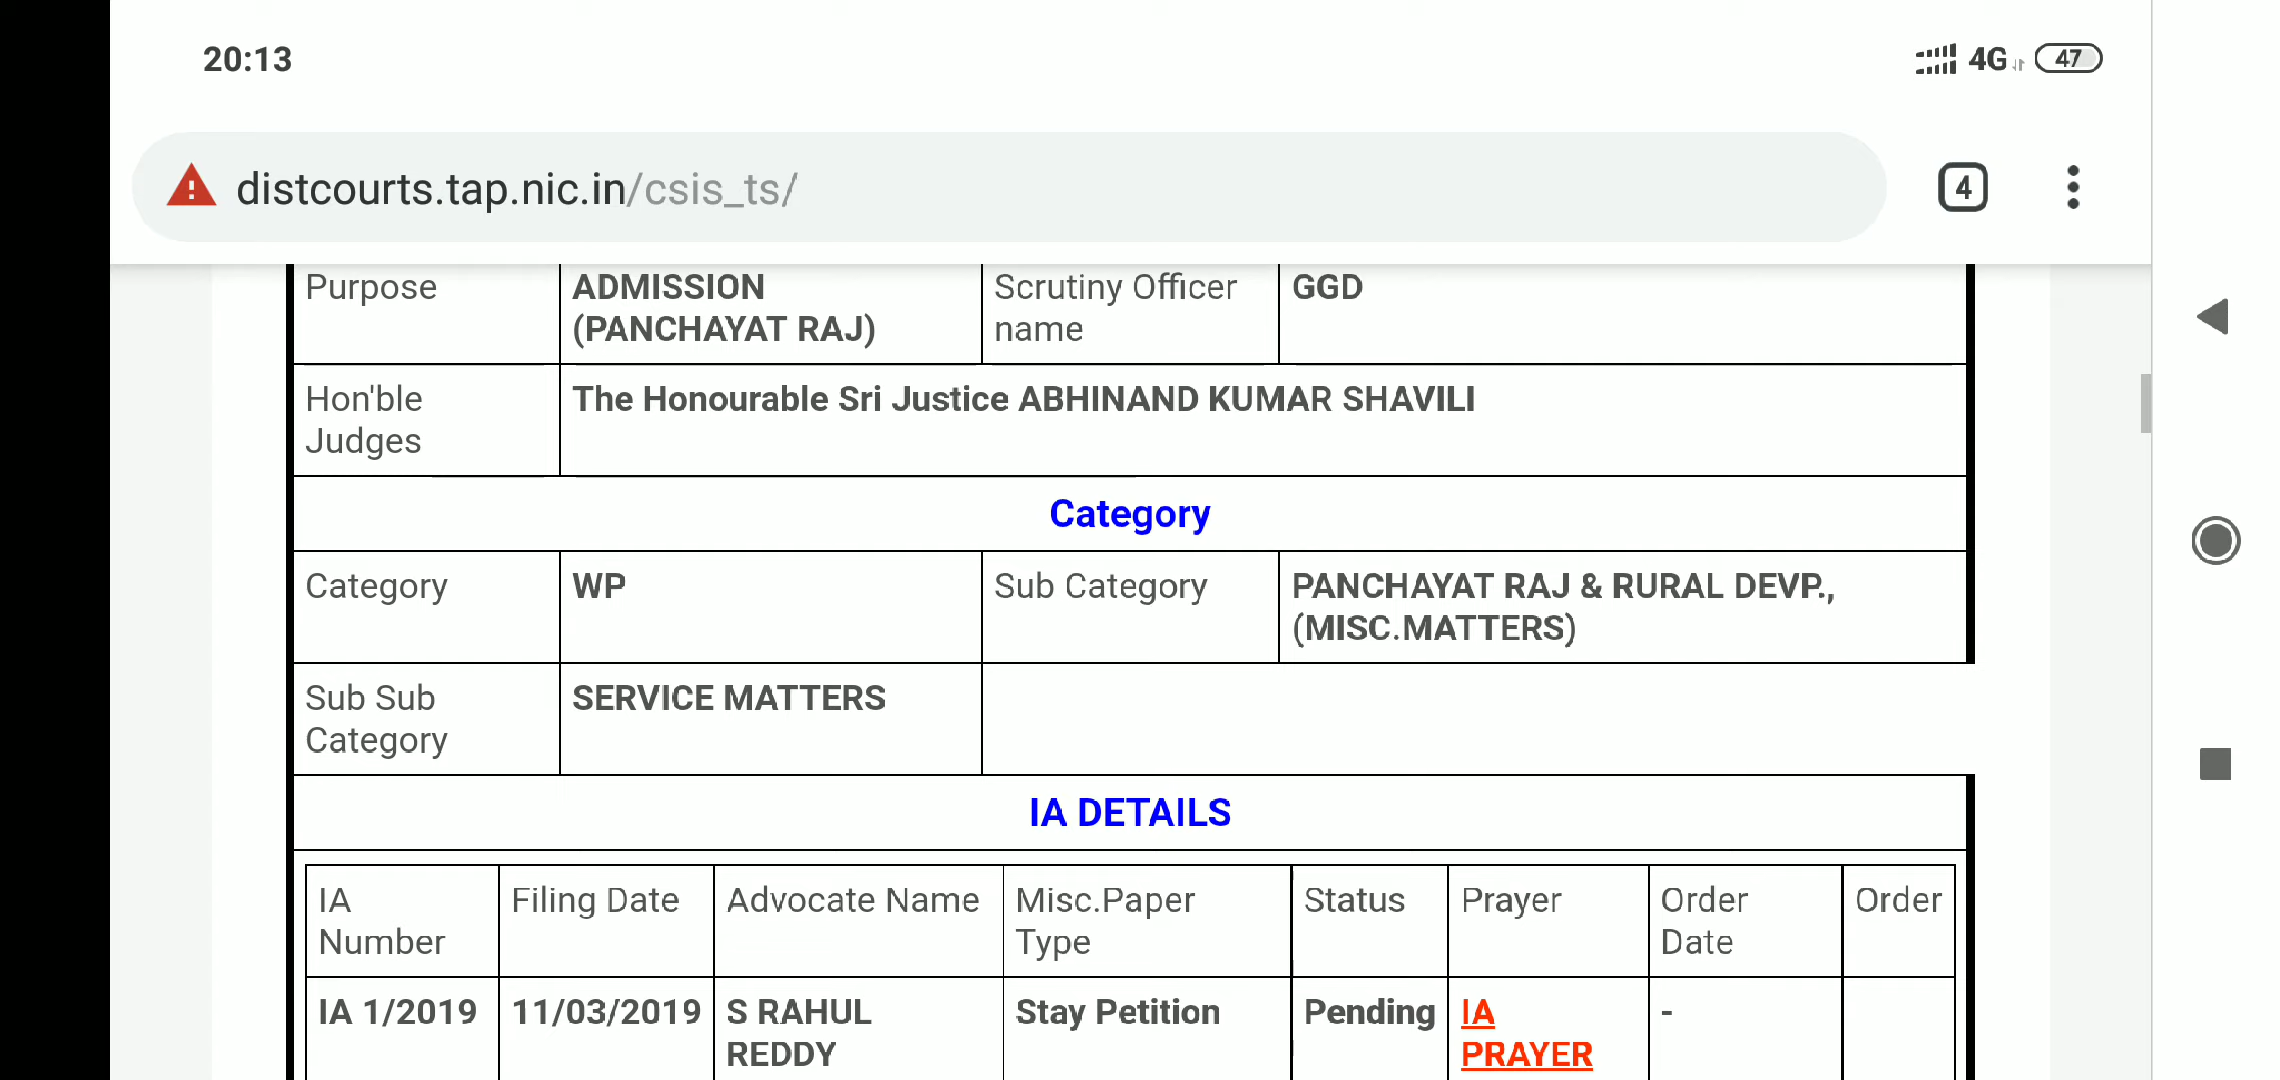 20:13
4G 47
distcourts.tap.nic.in/csis_ts/
4
Purpose ADMISSION Scrutiny Officer GGD
(PANCHAYAT RAJ) name
Hon'ble The Honourable Sri Justice ABHINAND KUMAR SHAVILI
Judges
Category
Category WP Sub Category PANCHAYAT RAJ & RURAL DEVP.,
(MISC.MATTERS)
Sub Sub SERVICE MATTERS
Category
IA DETAILS
IA Filing Date Advocate Name Misc.Paper Status Prayer Order Order
Number Type Date
IA 1/2019 11/03/2019 S RAHUL Stay Petition Pending IA -
REDDY PRAYER